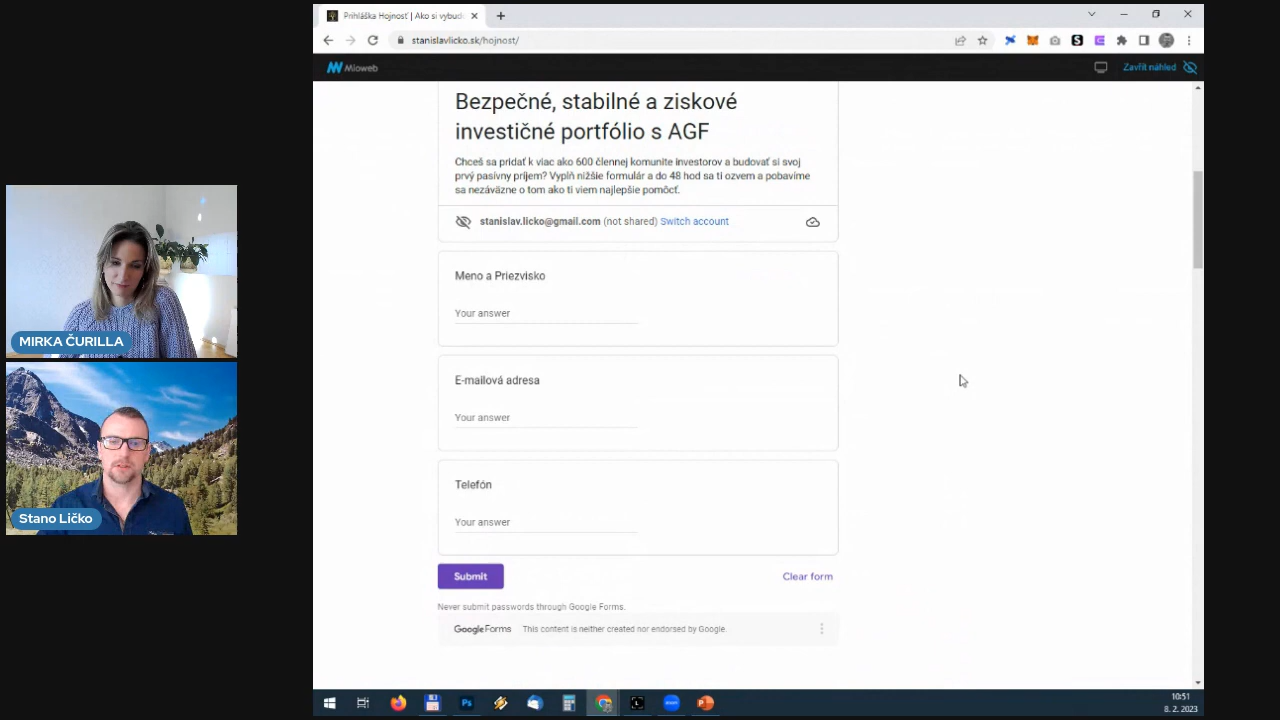 Prihláška Hojnosť | Ako si vybudo
stanislavlicko.sk/hojnost/
Mioweb
Zavřít náhled
Bezpečné, stabilné a ziskové
investičné portfólio s AGF
Chceš sa pridať k viac ako 600 člennej komunite investorov a budovať si svoj
prvý pasívny príjem? Vyplň nižšie formulár a do 48 hod sa ti ozvem a pobavíme
sa nezáväzne o tom ako ti viem najlepšie pomôcť.
stanislav.licko@gmail.com (not shared) Switch account
Meno a Priezvisko
Your answer
MIRKA ČURILLA
E-mailová adresa
Your answer
Telefón
Your answer
Stano Ličko
Submit
Clear form
Never submit passwords through Google Forms.
Google Forms
This content is neither created nor endorsed by Google.
10:51
8. 2. 2023